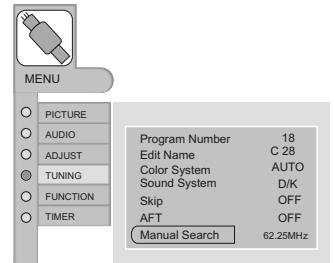 MENU
PICTURE
AUDIO
ADJUST
TUNING
FUNCTION
TIMER
Program Number 18
Edit Name C 28
Color System AUTO
Sound System D/K
Skip OFF
AFT OFF
Manual Search 62.25MHz